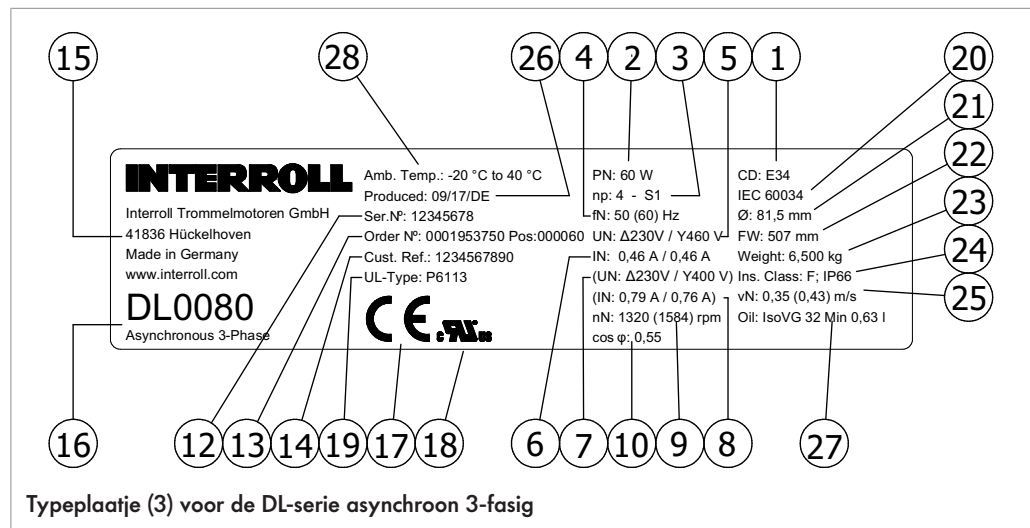 15 28 26 4 2 3 5 1 20
21
22
23
24
25
INTERROLL
Interroll Trommelmotoren GmbH
41836 Hückelhoven
Made in Germany
www.interroll.com
DL0080
Asynchronous 3-Phase
Amb. Temp.: -20 °C to 40 °C
Produced: 09/17/DE
Ser.Nº: 12345678
Order Nº: 0001953750 Pos:000060
Cust. Ref.: 1234567890
UL-Type: P6113
CE c RU us
PN: 60 W
np: 4 - S1
fN: 50 (60) Hz
UN: Δ230V / Y460 V
IN: 0,46 A / 0,46 A
(UN: Δ230V / Y400 V)
(IN: 0,79 A / 0,76 A)
nN: 1320 (1584) rpm
cos φ: 0,55
CD: E34
IEC 60034
Ø: 81,5 mm
FW: 507 mm
Weight: 6,500 kg
Ins. Class: F; IP66
vN: 0,35 (0,43) m/s
Oil: IsoVG 32 Min 0,63 l
16 12 13 14 19 17 18 6 7 10 9 8 27
Typeplaatje (3) voor de DL-serie asynchroon 3-fasig